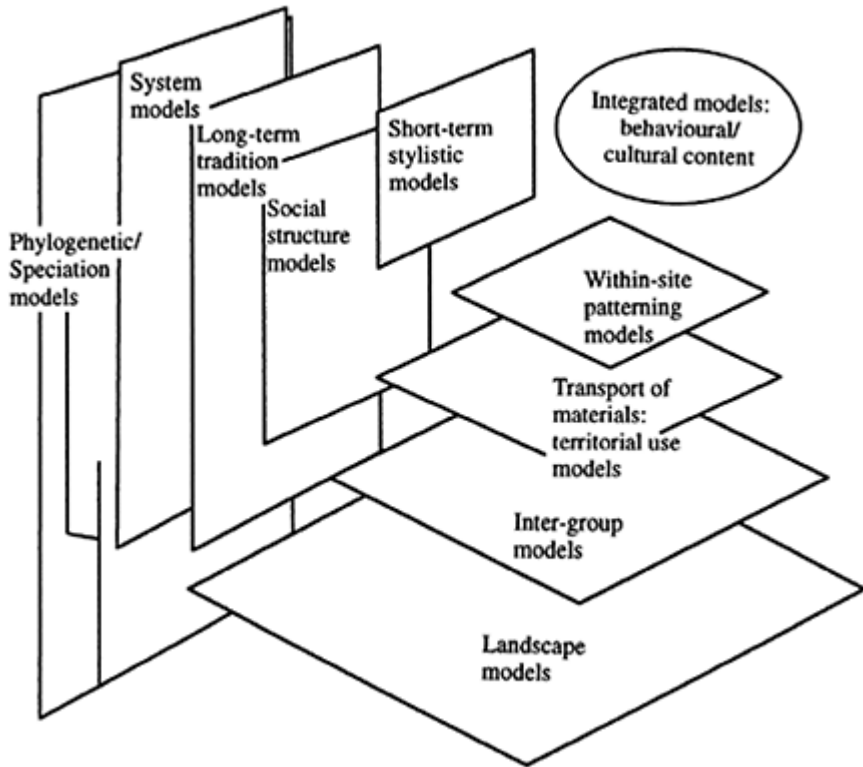 System
models
Long-term
tradition
models
Short-term
stylistic
models
Integrated models:
behavioural/
cultural content
Social
structure
models
Phylogenetic/
Speciation
models
Within-site
patterning
models
Transport of
materials:
territorial use
models
Inter-group
models
Landscape
models